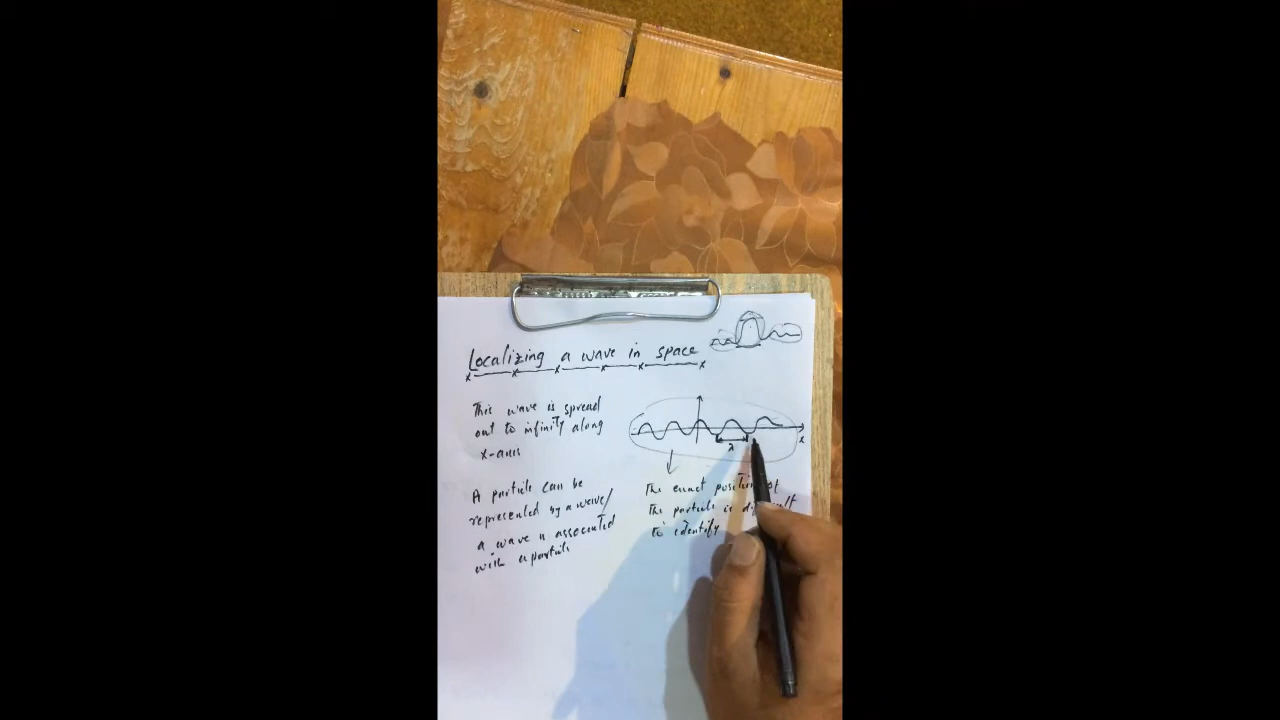 Localizing a wave in space
This wave is spread
out to infinity along
x-axis
A particle can be
represented by a wave/
a wave is associated
with a particle
λ
x
The exact position of
the particle is difficult
to identify